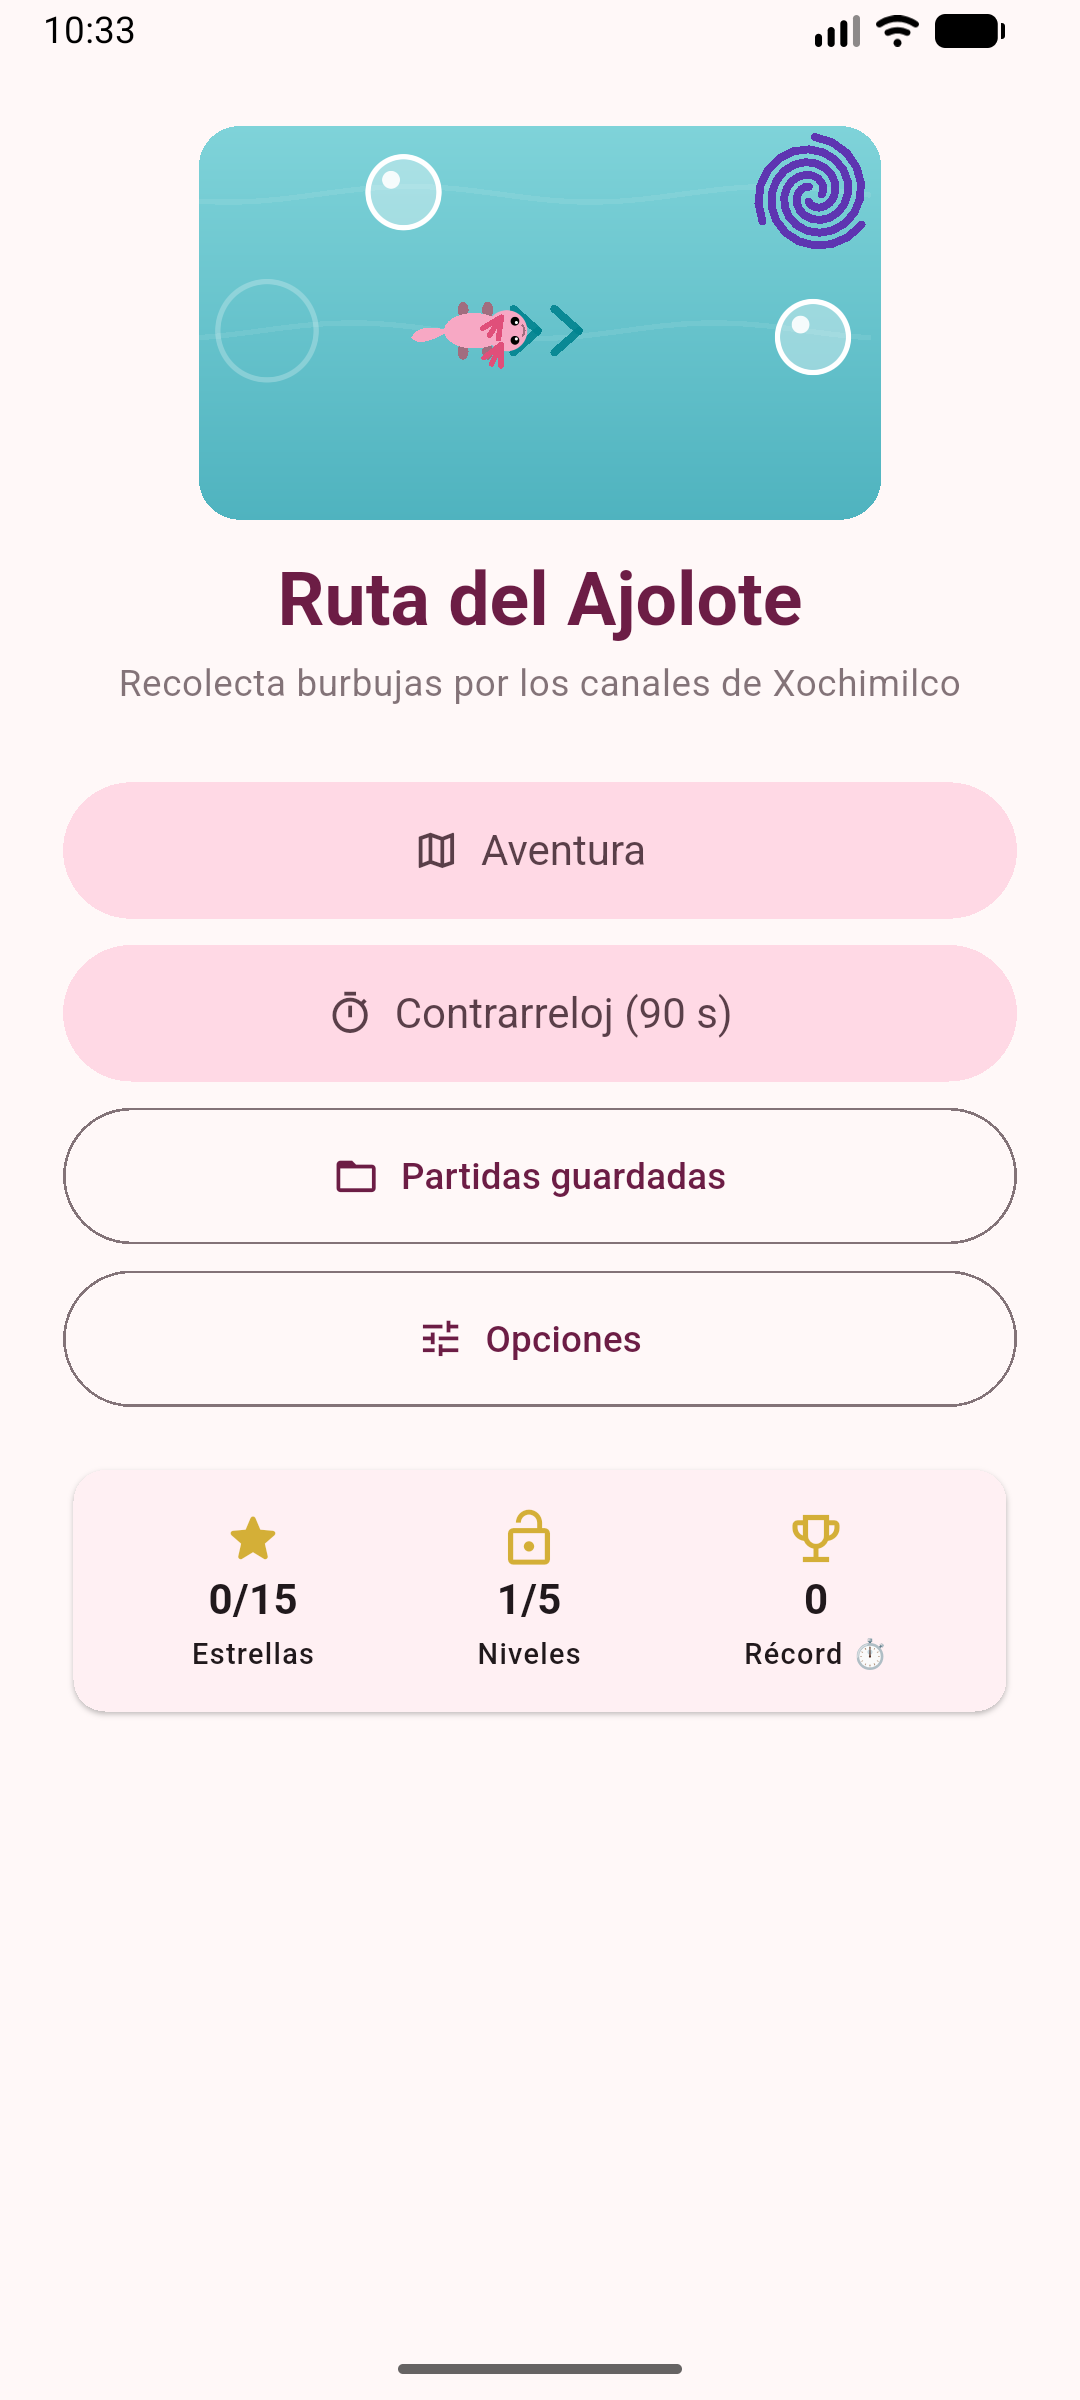 10:33
Ruta del Ajolote
Recolecta burbujas por los canales de Xochimilco
Aventura
Contrarreloj (90 s)
Partidas guardadas
Opciones
0/15
Estrellas
1/5
Niveles
0
Récord ⏱️